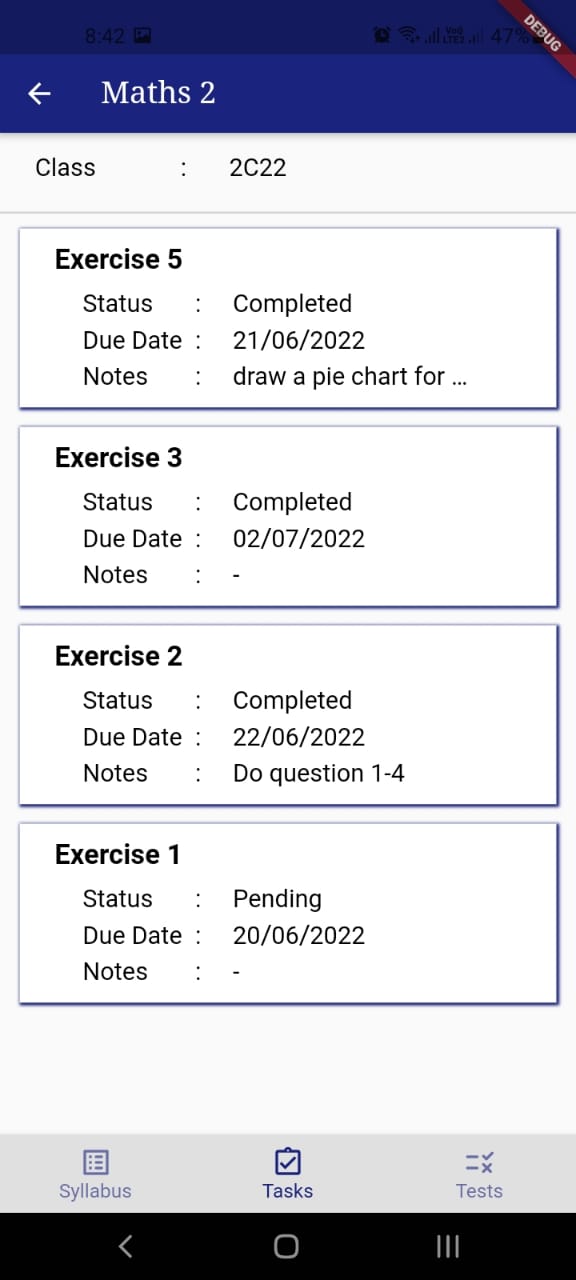 8:42 47%
DEBUG
Maths 2
Class : 2C22
Exercise 5
Status : Completed
Due Date : 21/06/2022
Notes : draw a pie chart for ...
Exercise 3
Status : Completed
Due Date : 02/07/2022
Notes : -
Exercise 2
Status : Completed
Due Date : 22/06/2022
Notes : Do question 1-4
Exercise 1
Status : Pending
Due Date : 20/06/2022
Notes : -
Syllabus Tasks Tests